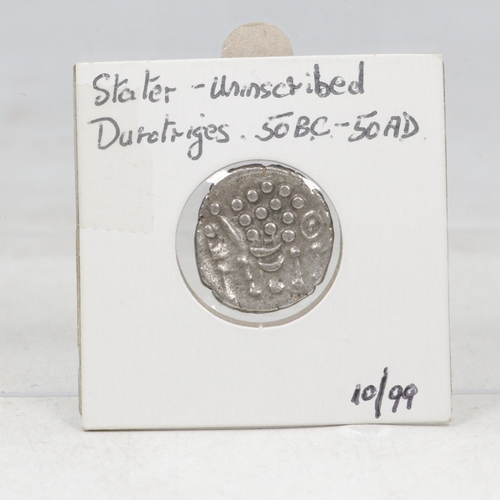 Stater - Uninscribed
Durotriges. 50BC-50AD
10/99